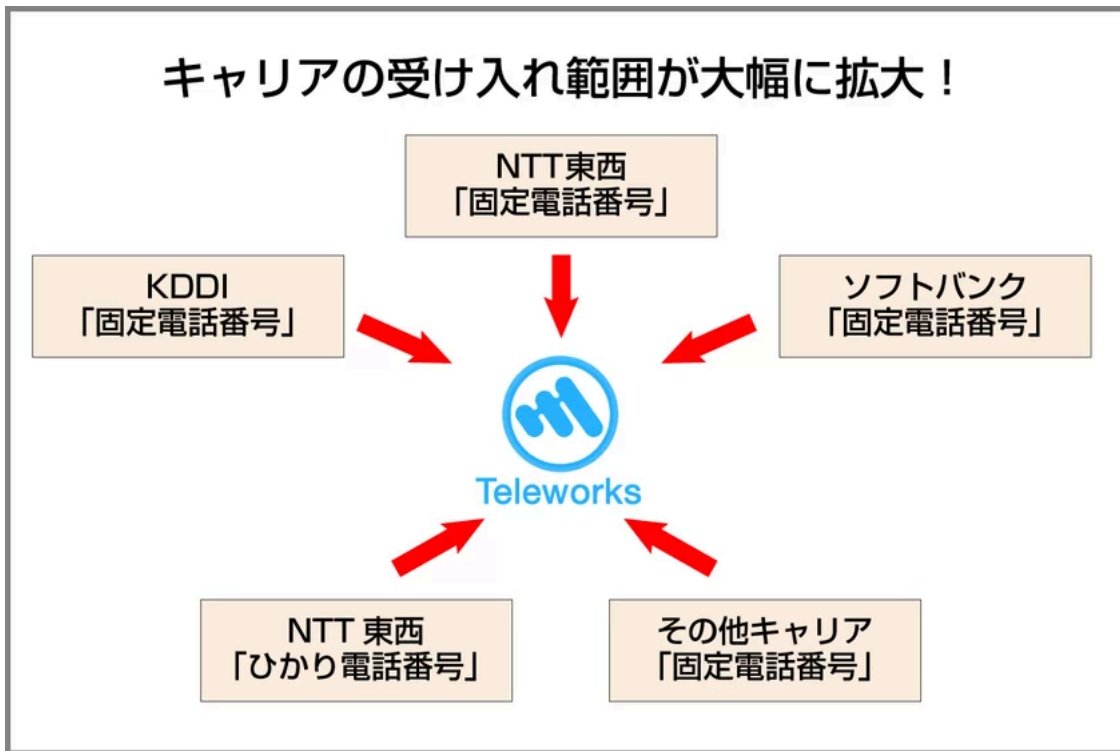 キャリアの受け入れ範囲が大幅に拡大！
NTT東西
「固定電話番号」
KDDI
「固定電話番号」
ソフトバンク
「固定電話番号」
Teleworks
NTT 東西
「ひかり電話番号」
その他キャリア
「固定電話番号」